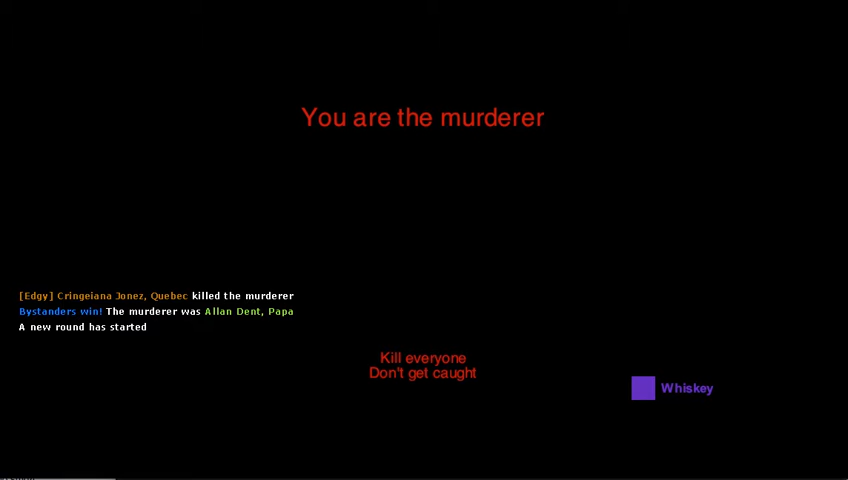 You are the murderer
[Edgy] Cringeiana Jonez, Quebec killed the murderer
Bystanders win! The murderer was Allan Dent, Papa
A new round has started
Kill everyone
Don't get caught
Whiskey